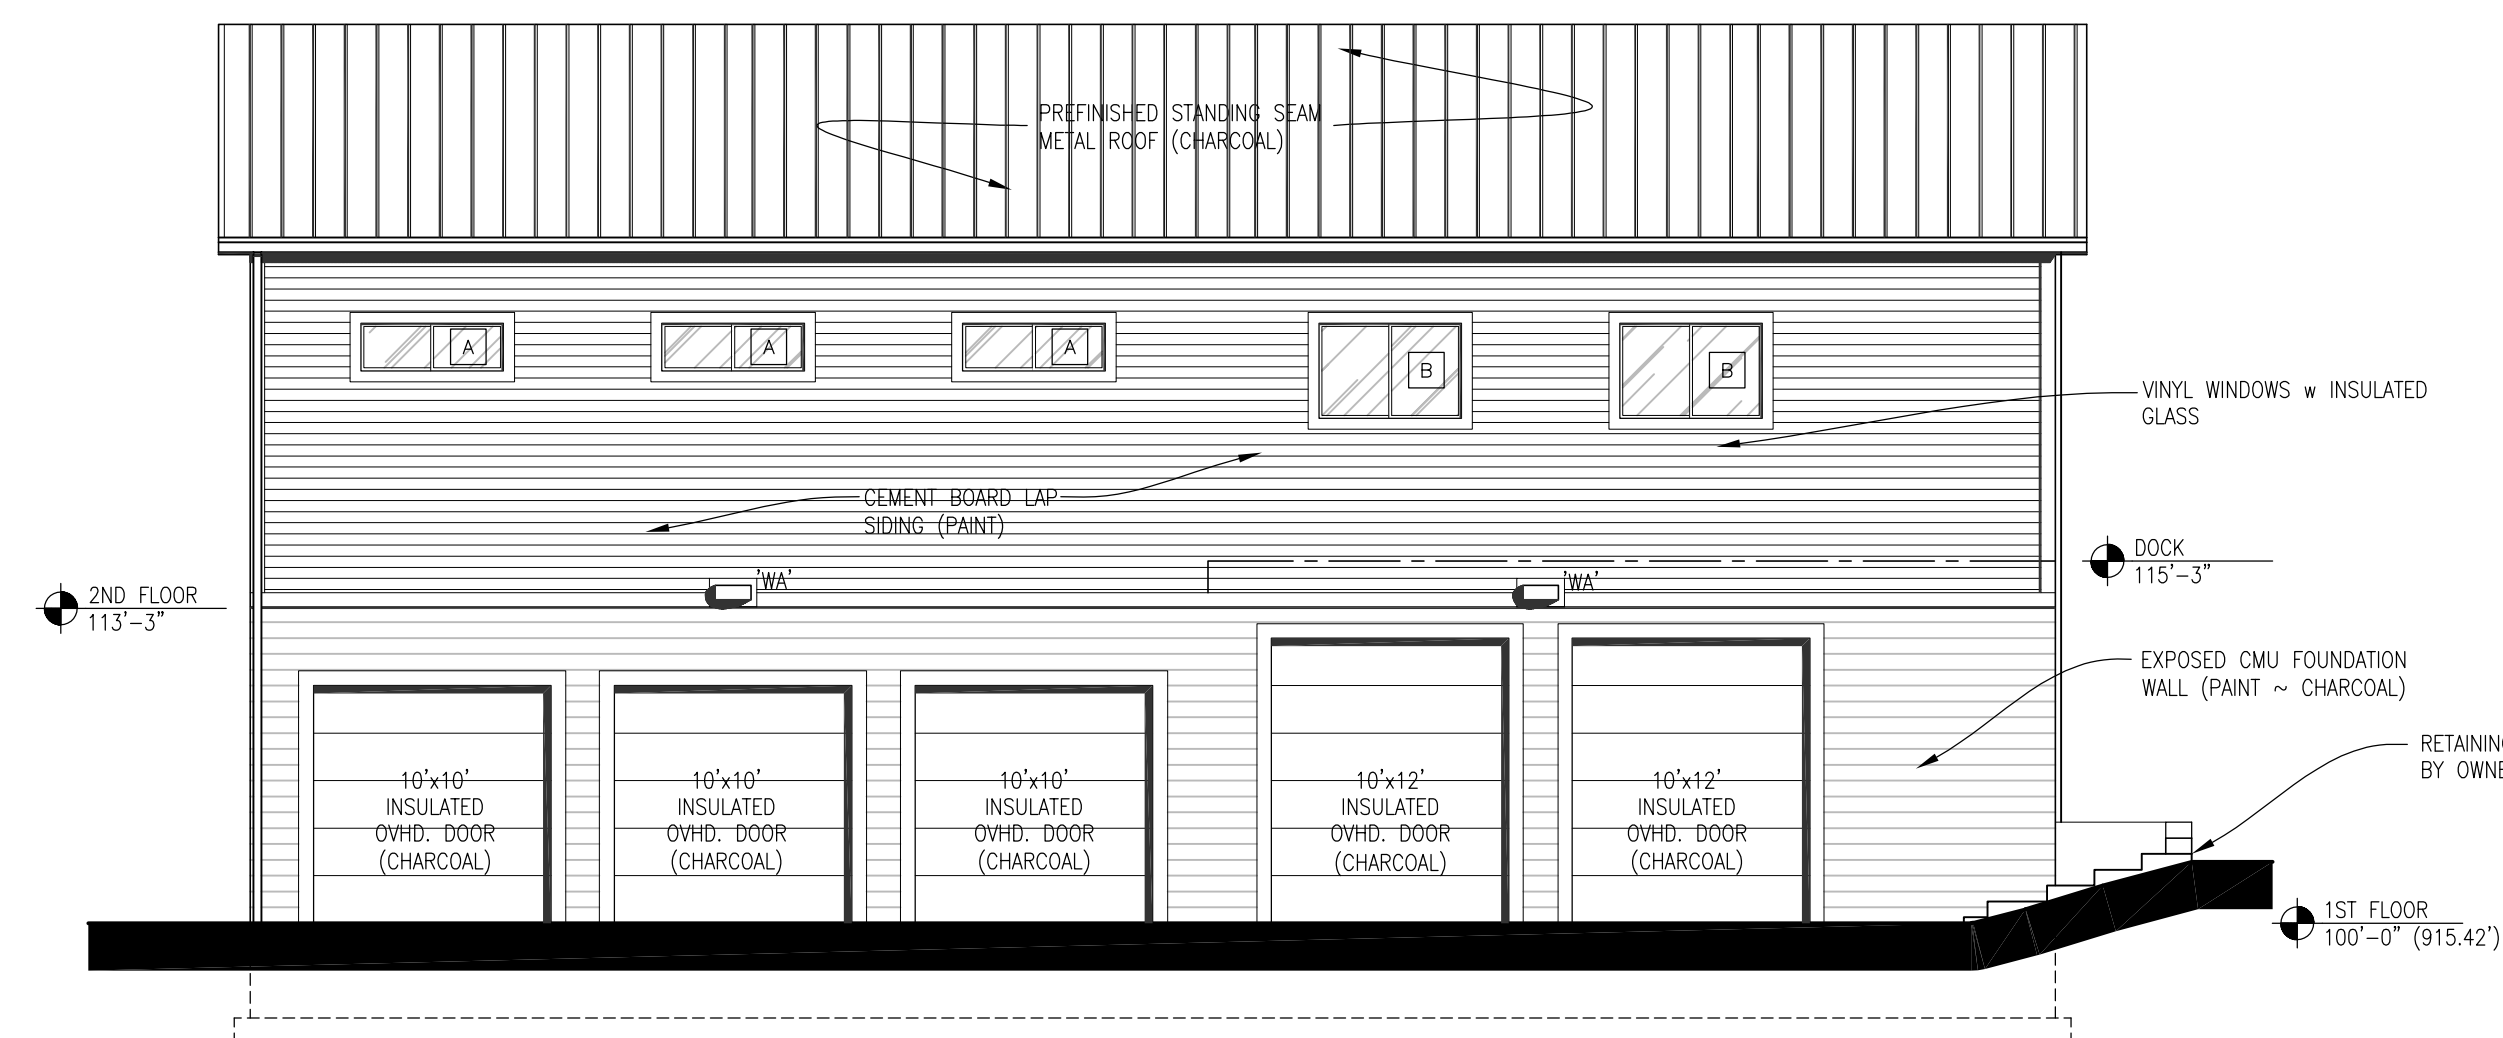 PREFINISHED STANDING SEAM
METAL ROOF (CHARCOAL)
A
A
A
B
B
VINYL WINDOWS w INSULATED
GLASS
CEMENT BOARD LAP
SIDING (PAINT)
DOCK
115'-3"
'WA'
'WA'
2ND FLOOR
113'-3"
EXPOSED CMU FOUNDATION
WALL (PAINT ~ CHARCOAL)
BY
10'x10'
INSULATED
OVHD. DOOR
(CHARCOAL)
10'x10'
INSULATED
OVHD. DOOR
(CHARCOAL)
10'x10'
INSULATED
OVHD. DOOR
(CHARCOAL)
10'x12'
INSULATED
OVHD. DOOR
(CHARCOAL)
10'x12'
INSULATED
OVHD. DOOR
(CHARCOAL)
1ST FLOOR
100'-0" (915.42')